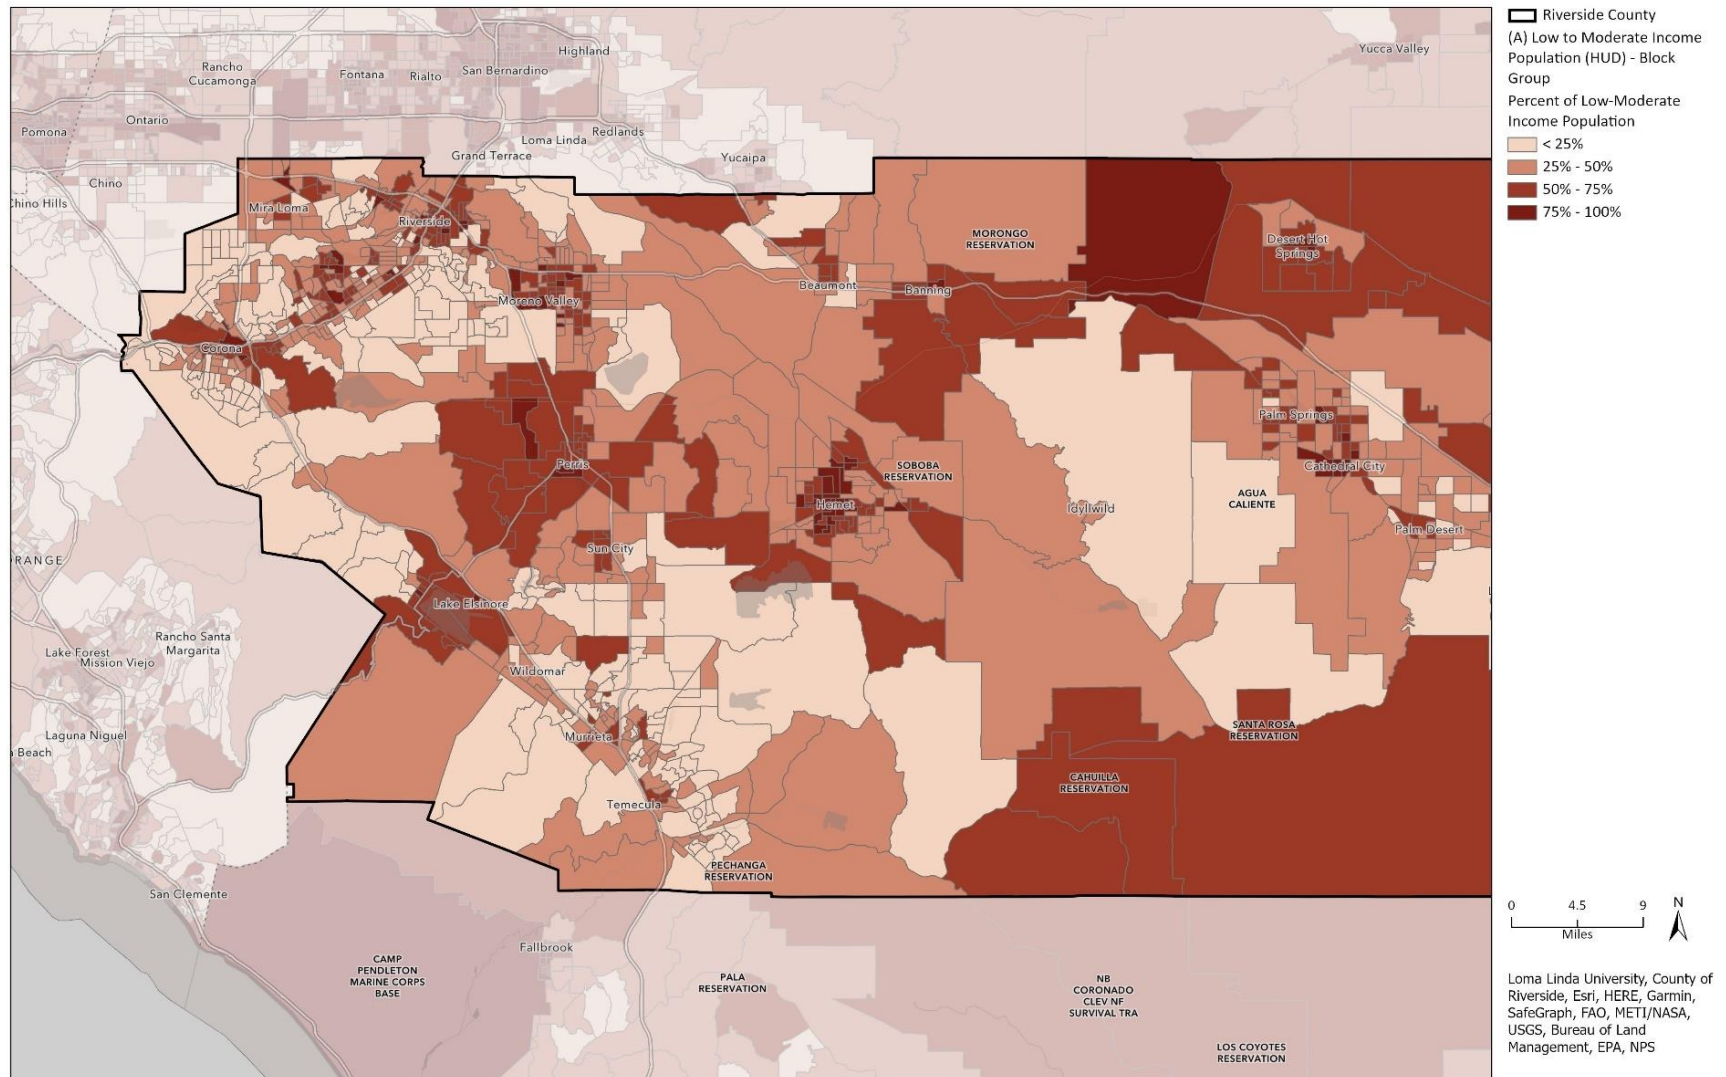 Riverside County
(A) Low to Moderate Income
Population (HUD) - Block
Group
Percent of Low-Moderate
Income Population
< 25%
25% - 50%
50% - 75%
75% - 100%
Highland
Yucca Valley
Rancho
Cucamonga
Fontana
Rialto
San Bernardino
Ontario
Pomona
Loma Linda
Redlands
Grand Terrace
Yucaipa
Chino
Chino Hills
Mira Loma
Riverside
MORONGO
RESERVATION
Desert Hot
Springs
Moreno Valley
Beaumont
Banning
Corona
Palm Springs
Perris
SOBOBA
RESERVATION
Cathedral City
Hemet
Idyllwild
AGUA
CALIENTE
Palm Desert
Sun City
ORANGE
Lake Elsinore
Rancho Santa
Margarita
Lake Forest
Mission Viejo
Wildomar
Laguna Niguel
Murrieta
SANTA ROSA
RESERVATION
a Beach
CAHUILLA
RESERVATION
Temecula
PECHANGA
RESERVATION
San Clemente
Fallbrook
CAMP
PENDLETON
MARINE CORPS
BASE
PALA
RESERVATION
NB
CORONADO
CLEV NF
SURVIVAL TRA
LOS COYOTES
RESERVATION
0 4.5 9
Miles
N
Loma Linda University, County of
Riverside, Esri, HERE, Garmin,
SafeGraph, FAO, METI/NASA,
USGS, Bureau of Land
Management, EPA, NPS